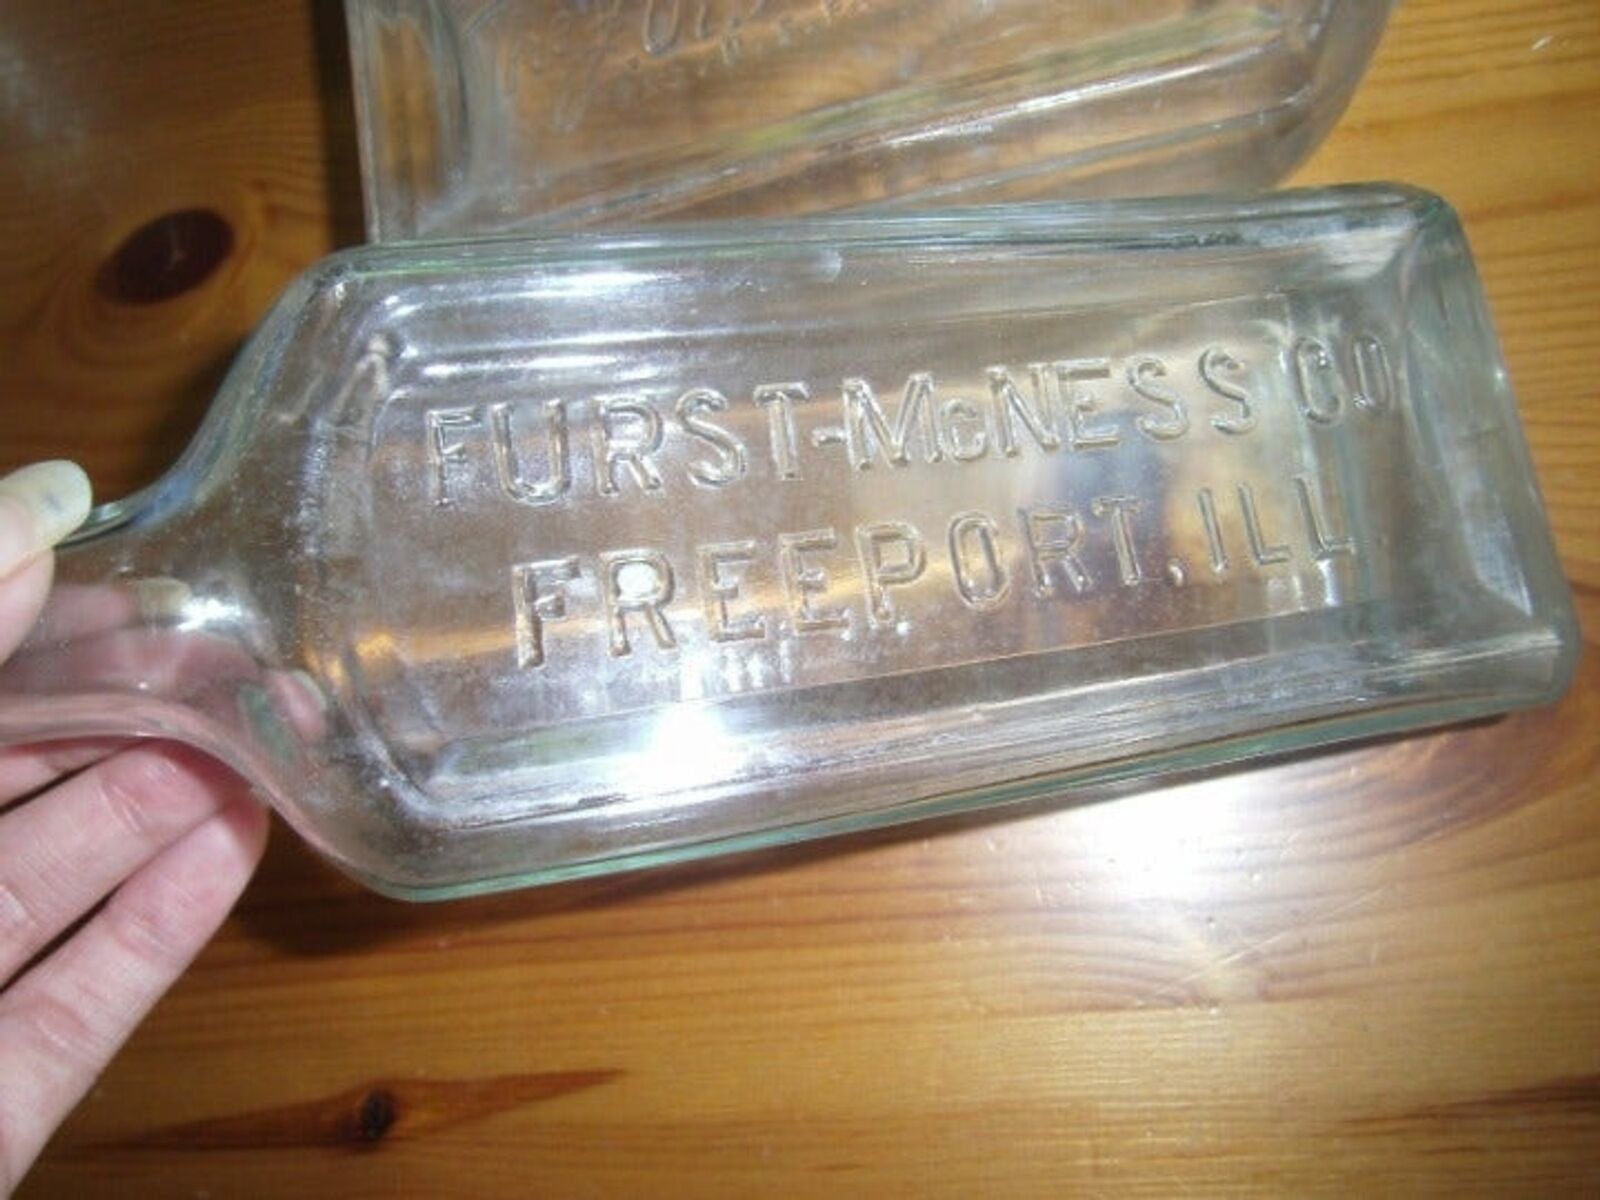 FURST-McNESS CO
FREEPORT, ILL